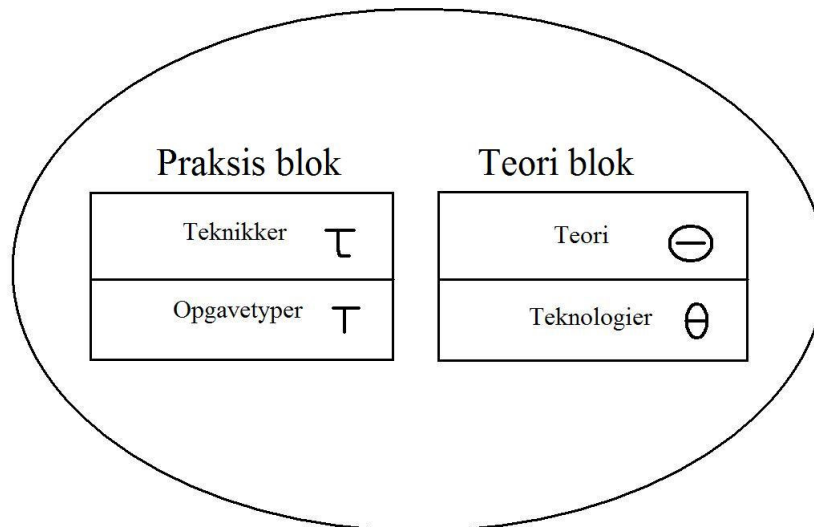 Praksis blok
Teknikker τ
Opgavetyper T
Teori blok
Teori Θ
Teknologier θ